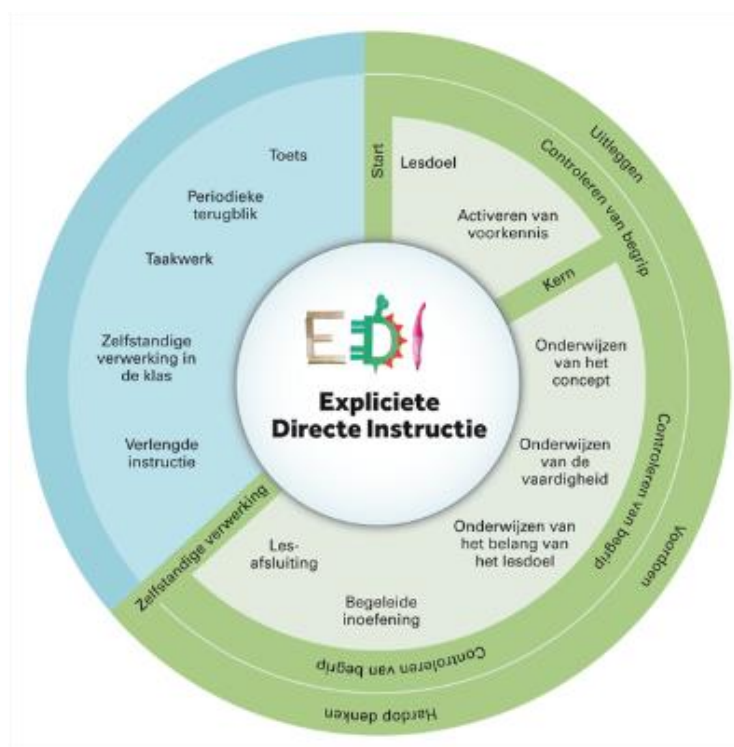 EDI
Expliciete
Directe Instructie
Start
Lesdoel
Activeren van
voorkennis
Kern
Onderwijzen
van het
concept
Onderwijzen
van de
vaardigheid
Onderwijzen van
het belang van
het lesdoel
Begeleide
inoefening
Les-
afsluiting
Zelfstandige verwerking
Verlengde
instructie
Zelfstandige
verwerking in
de klas
Taakwerk
Periodieke
terugblik
Toets
Controleren van begrip
Controleren van begrip
Controleren van begrip
Uitleggen
Voordoen
Hardop denken